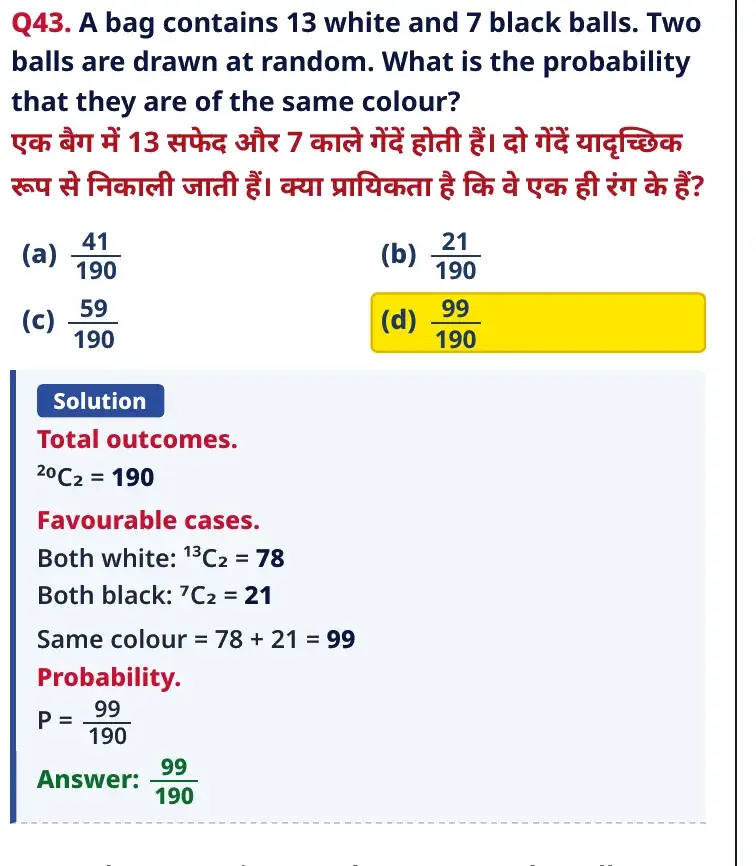 Q43. A bag contains 13 white and 7 black balls. Two
balls are drawn at random. What is the probability
that they are of the same colour?
एक बैग में 13 सफेद और 7 काले गेंदें होती हैं। दो गेंदें यादृच्छिक
रूप से निकाली जाती हैं। क्या प्रायिकता है कि वे एक ही रंग के हैं?
(a) 41/190 (b) 21/190
(c) 59/190 (d) 99/190
Solution
Total outcomes.
²⁰C₂ = 190
Favourable cases.
Both white: ¹³C₂ = 78
Both black: ⁷C₂ = 21
Same colour = 78 + 21 = 99
Probability.
P = 99/190
Answer: 99/190